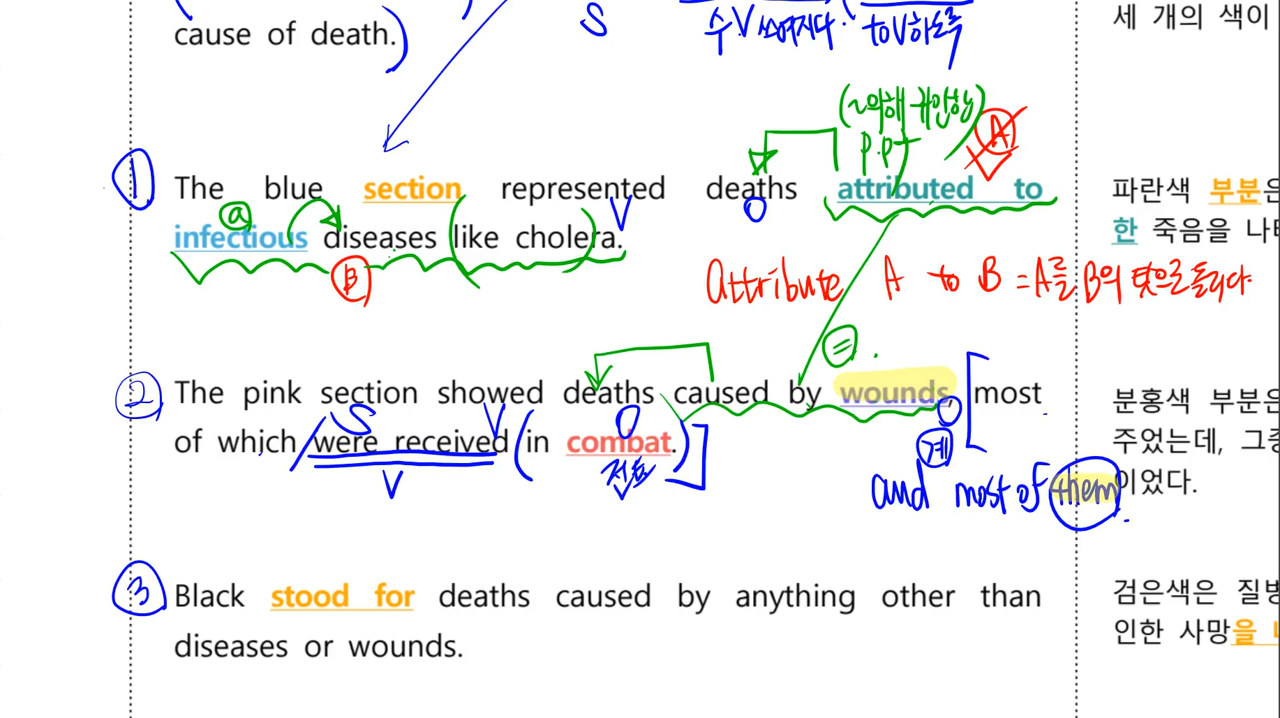 cause of death.)
S
수.V 쓰여지다.
to V 하도록
세 개의 색이
(~의해 귀인한)
p.p
A
① The blue section represented deaths attributed to
V
O
ⓐ
infectious diseases (like cholera.)
B
파란색 부분은
한 죽음을 나타
Attribute A to B = A를 B의 탓으로 돌리다
=
② The pink section showed deaths caused by wounds, [most
S V O
of which were received (in combat.)]
V
전투
계
and most of them
분홍색 부분은
주었는데, 그중
이었다.
③ Black stood for deaths caused by anything other than
diseases or wounds.
검은색은 질병
인한 사망을